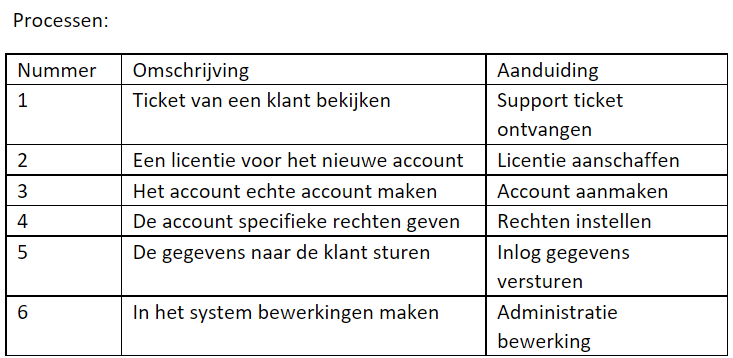 Processen:
Nummer Omschrijving Aanduiding
1 Ticket van een klant bekijken Support ticket
ontvangen
2 Een licentie voor het nieuwe account Licentie aanschaffen
3 Het account echte account maken Account aanmaken
4 De account specifieke rechten geven Rechten instellen
5 De gegevens naar de klant sturen Inlog gegevens
versturen
6 In het system bewerkingen maken Administratie
bewerking